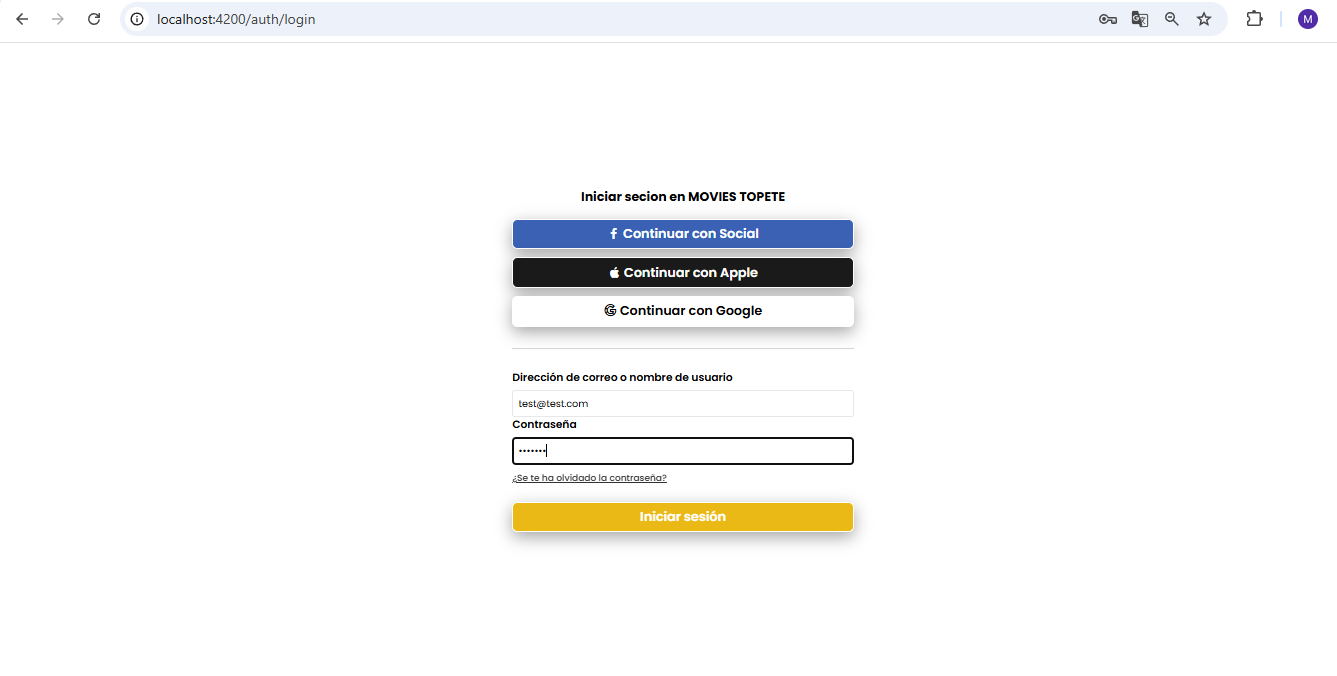 localhost:4200/auth/login
M
Iniciar secion en MOVIES TOPETE
Continuar con Social
Continuar con Apple
Continuar con Google
Dirección de correo o nombre de usuario
test@test.com
Contraseña
•••••••
¿Se te ha olvidado la contraseña?
Iniciar sesión